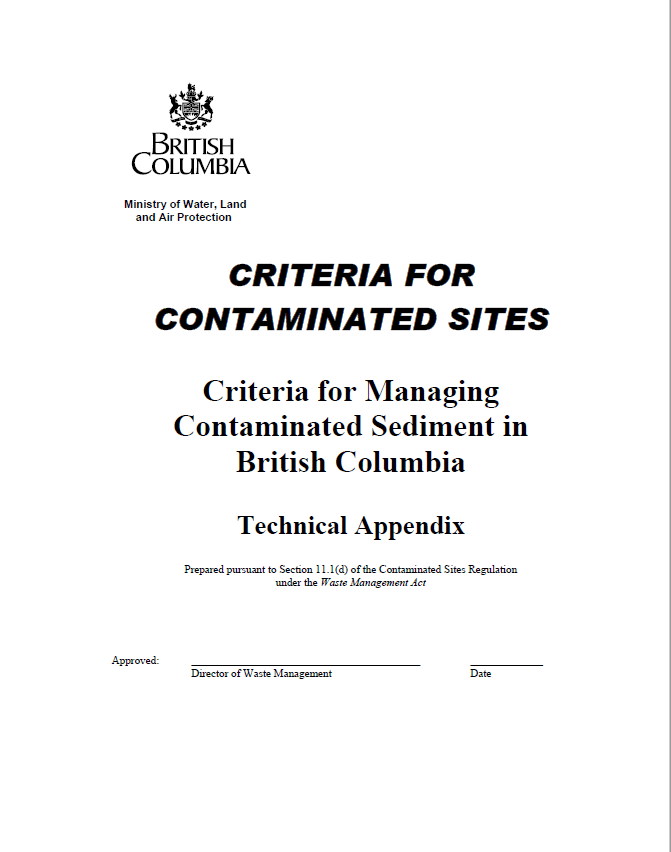 BRITISH
COLUMBIA
Ministry of Water, Land
and Air Protection
CRITERIA FOR
CONTAMINATED SITES
Criteria for Managing
Contaminated Sediment in
British Columbia
Technical Appendix
Prepared pursuant to Section 11.1(d) of the Contaminated Sites Regulation
under the Waste Management Act
Approved:
Director of Waste Management Date